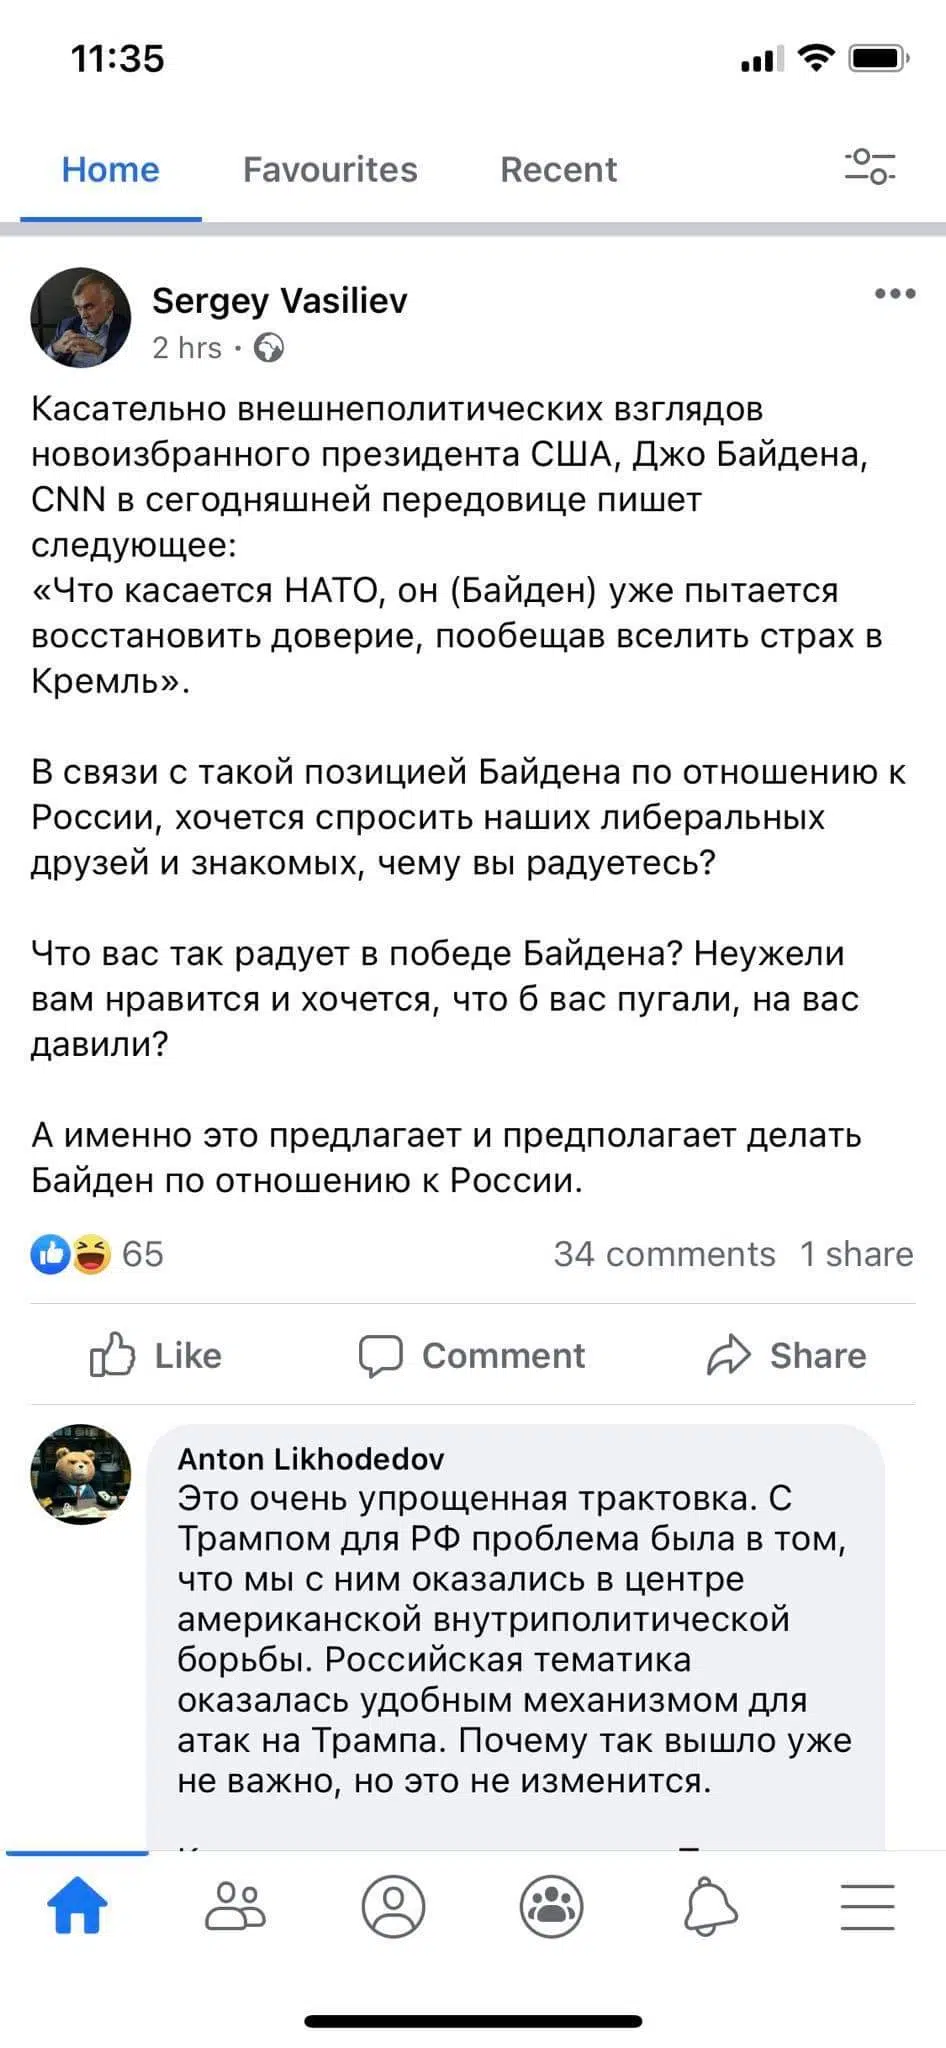 11:35
Home Favourites Recent
Sergey Vasiliev
2 hrs ·
Касательно внешнеполитических взглядов
новоизбранного президента США, Джо Байдена,
CNN в сегодняшней передовице пишет
следующее:
«Что касается НАТО, он (Байден) уже пытается
восстановить доверие, пообещав вселить страх в
Кремль».
В связи с такой позицией Байдена по отношению к
России, хочется спросить наших либеральных
друзей и знакомых, чему вы радуетесь?
Что вас так радует в победе Байдена? Неужели
вам нравится и хочется, что б вас пугали, на вас
давили?
А именно это предлагает и предполагает делать
Байден по отношению к России.
65 34 comments 1 share
Like Comment Share
Anton Likhodedov
Это очень упрощенная трактовка. С
Трампом для РФ проблема была в том,
что мы с ним оказались в центре
американской внутриполитической
борьбы. Российская тематика
оказалась удобным механизмом для
атак на Трампа. Почему так вышло уже
не важно, но это не изменится.